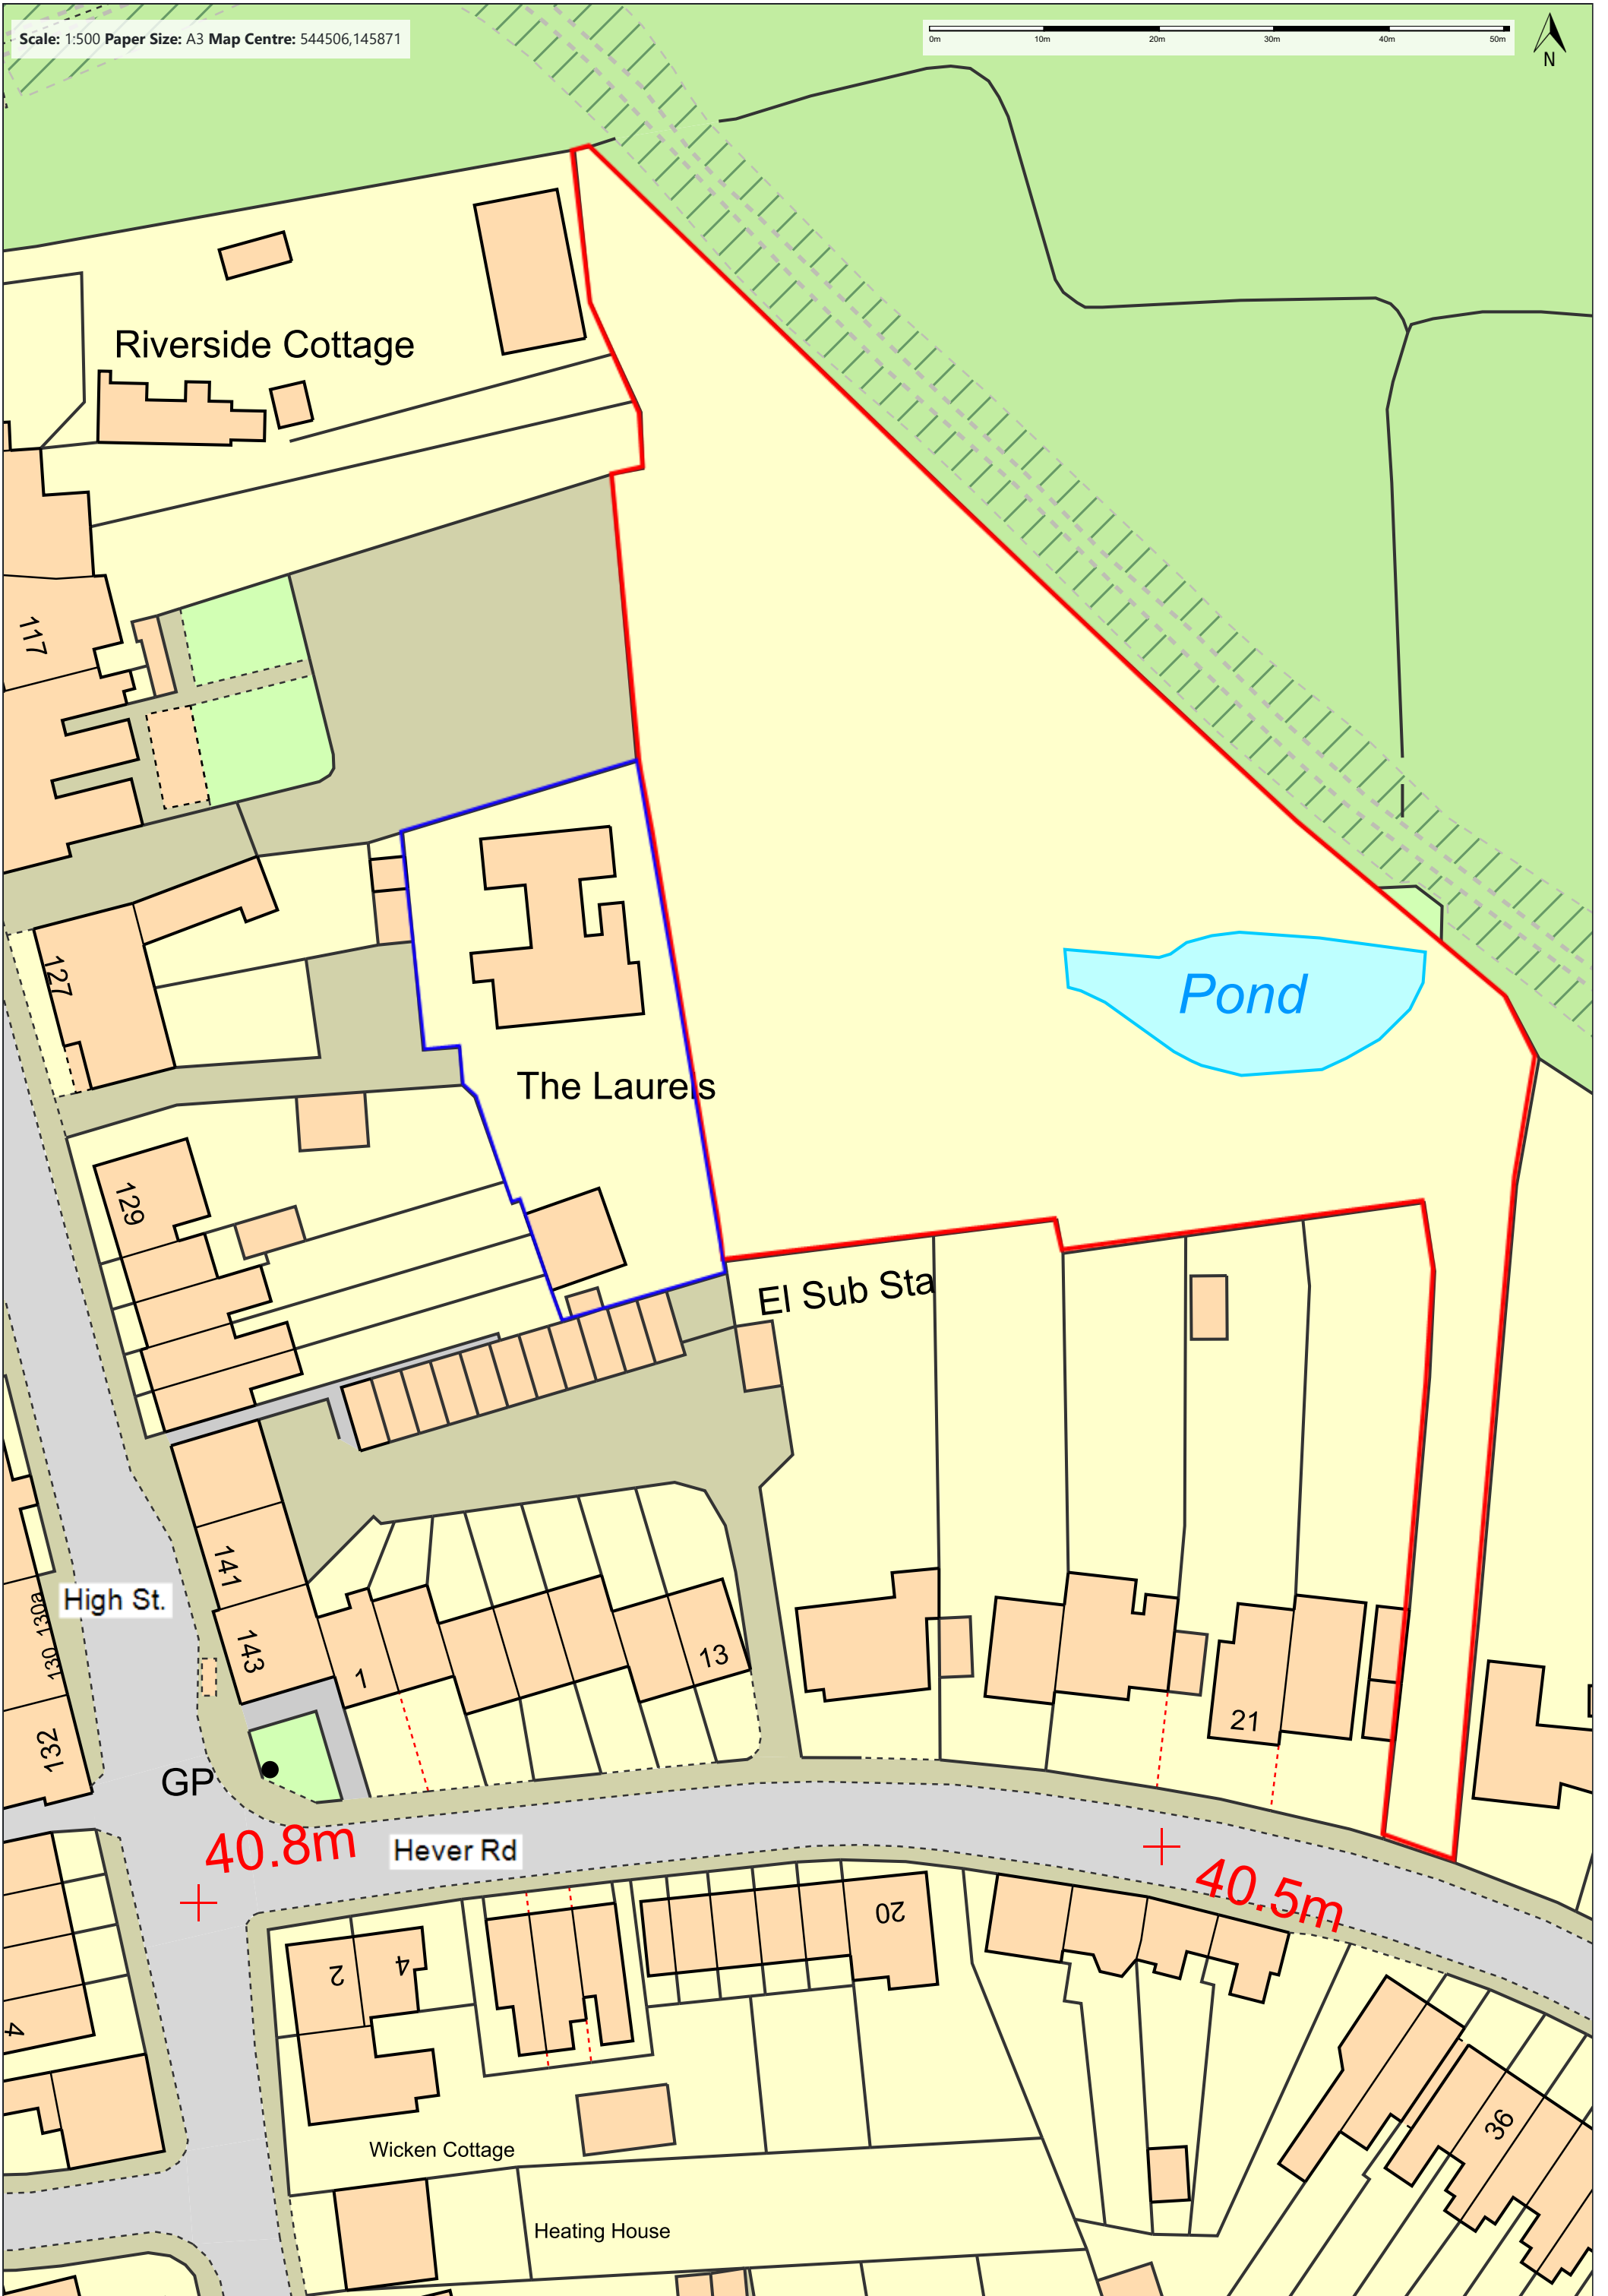 Scale: 1:500 Paper Size: A3 Map Centre: 544506,145871
0m 10m 20m 30m 40m 50m
N
Riverside Cottage
117
127
Pond
The Laurels
129
El Sub Sta
141
High St.
130 130a
143
1
13
21
132
GP
40.8m
Hever Rd
40.5m
20
2
4
4
36
Wicken Cottage
Heating House